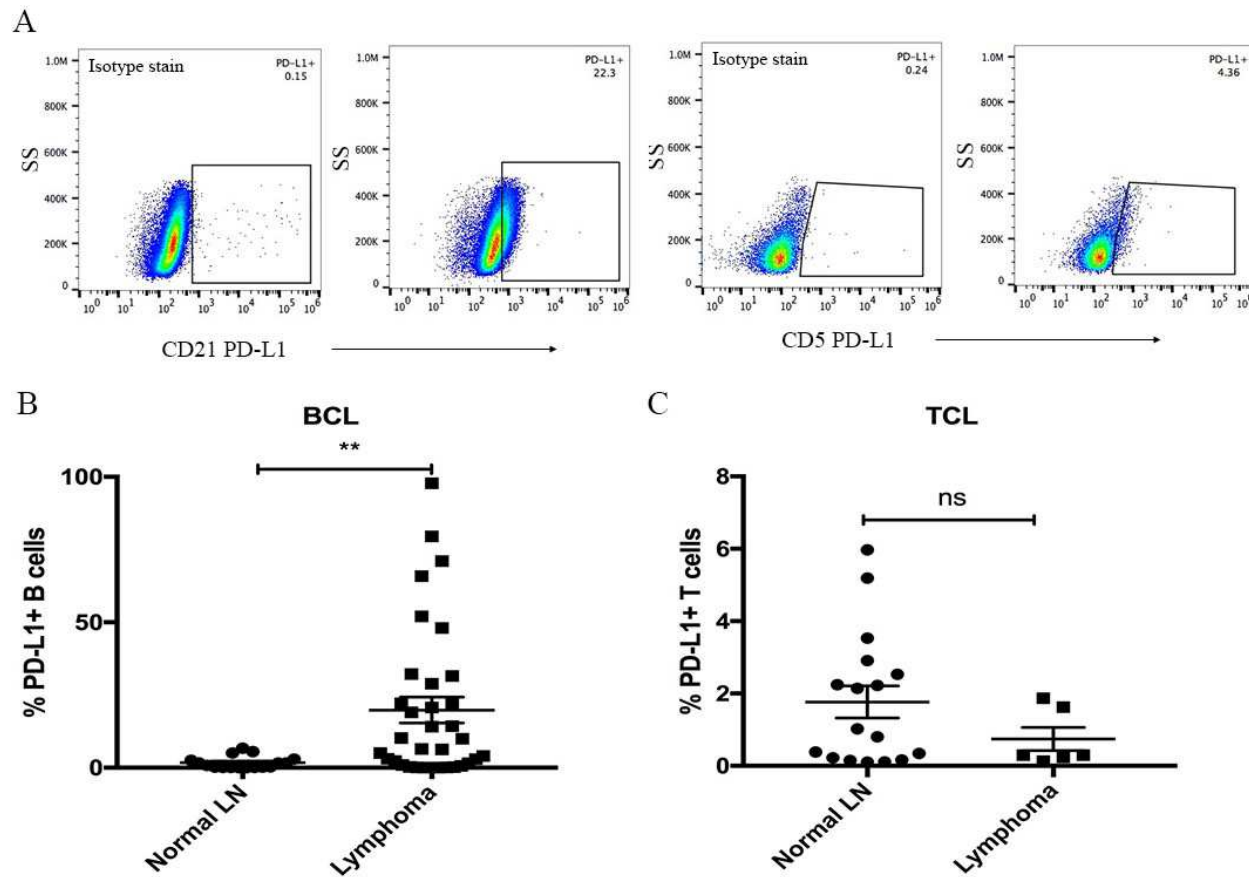 A
Isotype stain
PD-L1+
0.15
PD-L1+
22.3
Isotype stain
PD-L1+
0.24
PD-L1+
4.36
1.0M
800K
600K
400K
200K
0
SS
10^0 10^1 10^2 10^3 10^4 10^5 10^6
1.0M
800K
600K
400K
200K
0
SS
10^0 10^1 10^2 10^3 10^4 10^5 10^6
1.0M
800K
600K
400K
200K
0
SS
10^0 10^1 10^2 10^3 10^4 10^5 10^6
1.0M
800K
600K
400K
200K
0
SS
10^0 10^1 10^2 10^3 10^4 10^5 10^6
CD21 PD-L1
CD5 PD-L1
B
BCL
**
100
50
0
% PD-L1+ B cells
Normal LN
Lymphoma
C
TCL
ns
8
6
4
2
0
% PD-L1+ T cells
Normal LN
Lymphoma